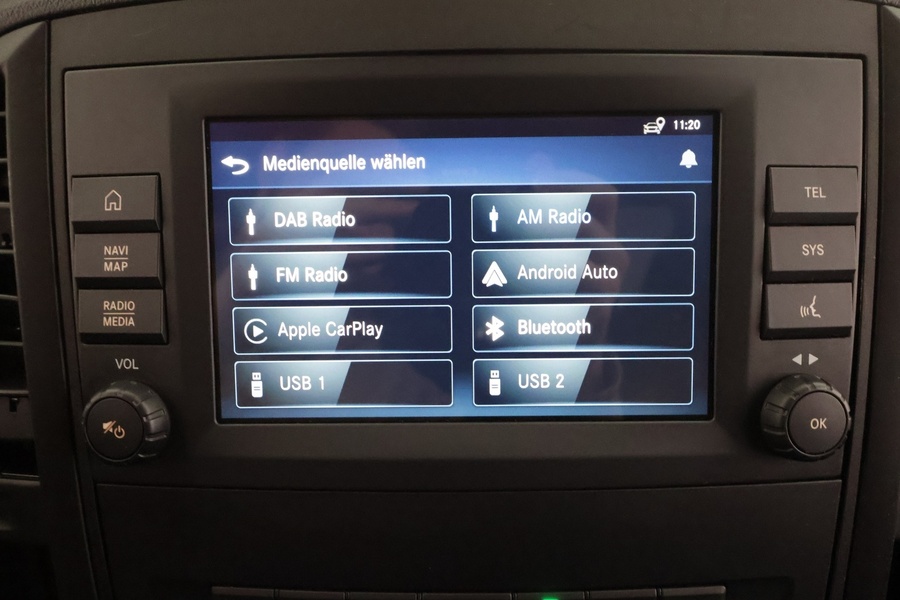 11:20
Medienquelle wählen
DAB Radio
AM Radio
FM Radio
Android Auto
Apple CarPlay
Bluetooth
USB 1
USB 2
NAVI
MAP
RADIO
MEDIA
VOL
TEL
SYS
OK